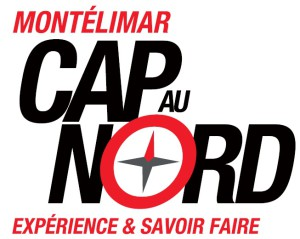 MONTÉLIMAR
CAP AU
NORD
EXPÉRIENCE & SAVOIR FAIRE